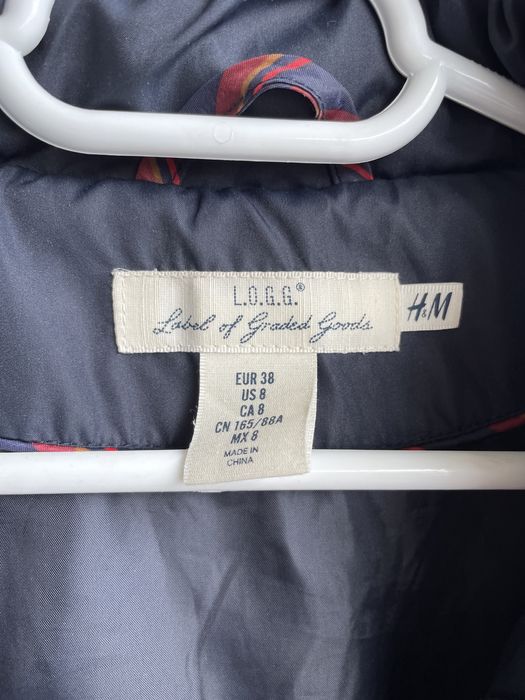 L.O.G.G.®
Label of Graded Goods
H&M
EUR 38
US 8
CA 8
CN 165/88A
MX 8
MADE IN
CHINA